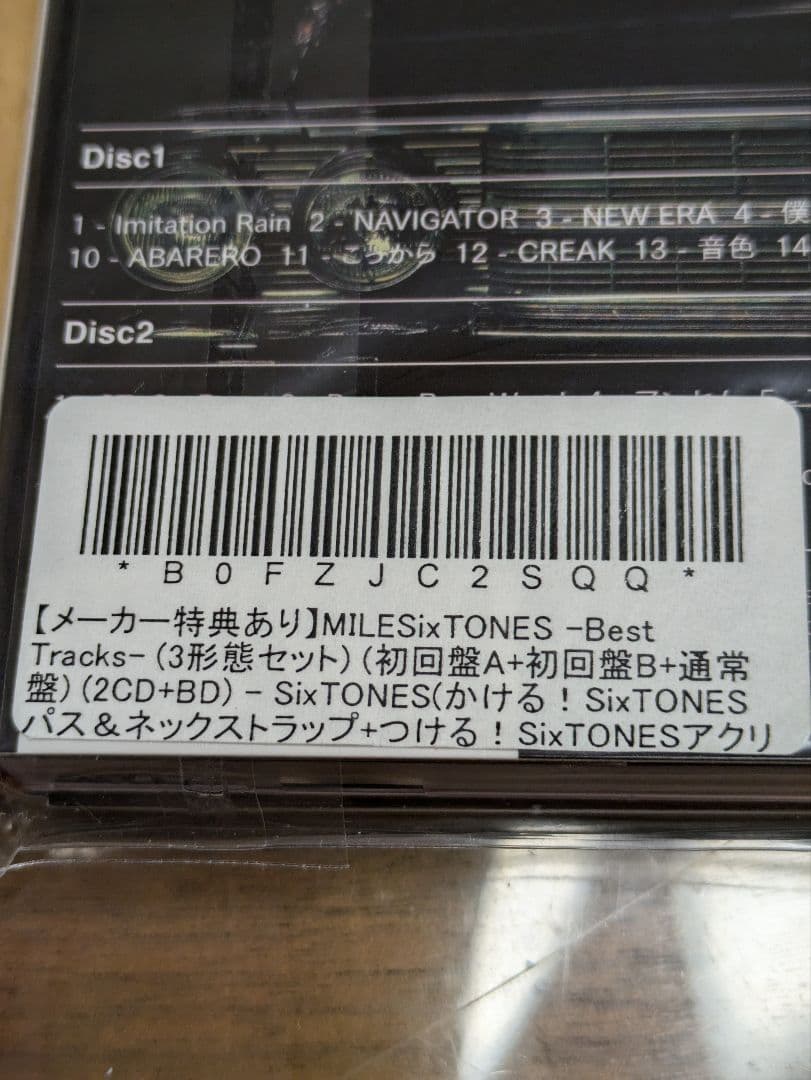 Disc1
1 - Imitation Rain 2 - NAVIGATOR 3 - NEW ERA 4 - 僕
10 - ABARERO 11 - こっから 12 - CREAK 13 - 音色 14
Disc2
*B0FZJC2SQQ*
【メーカー特典あり】MILESixTONES -Best
Tracks- (3形態セット) (初回盤A+初回盤B+通常
盤) (2CD+BD) - SixTONES(かける！SixTONES
パス＆ネックストラップ+つける！SixTONESアクリ